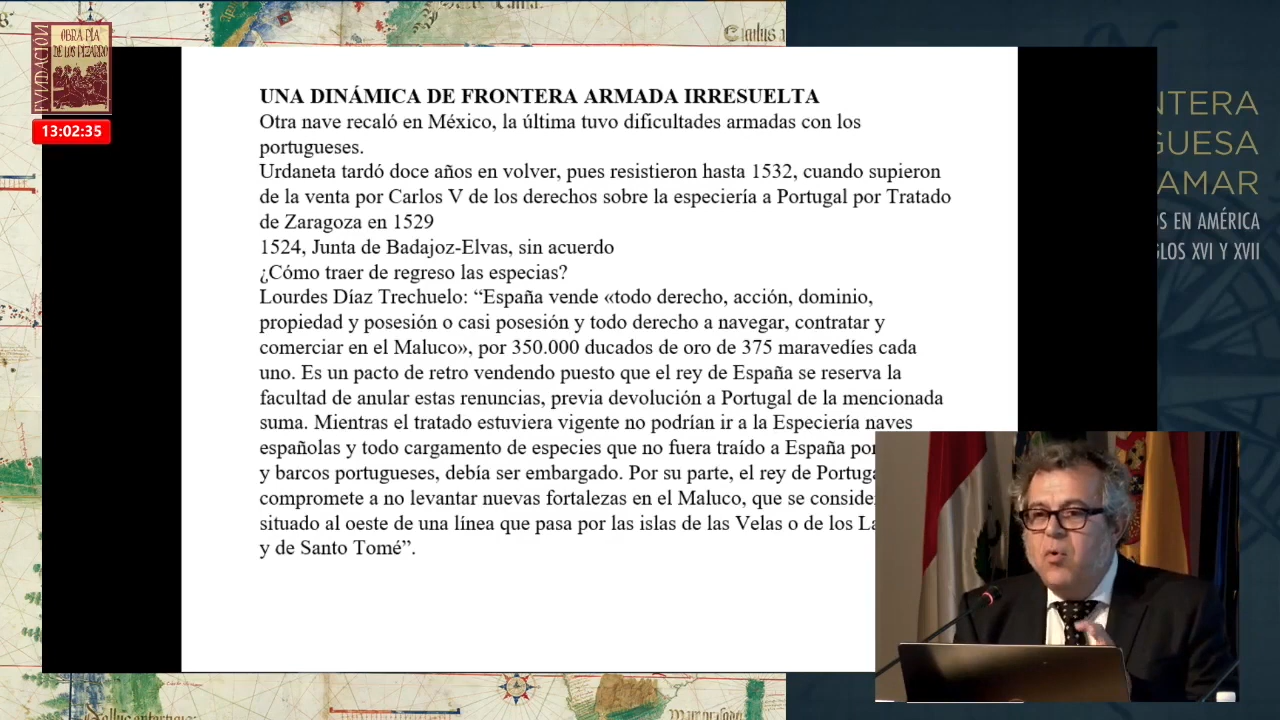 FUNDACIÓN
OBRA PÍA
DE LOS PIZARRO
13:02:35
UNA DINÁMICA DE FRONTERA ARMADA IRRESUELTA
Otra nave recaló en México, la última tuvo dificultades armadas con los
portugueses.
Urdaneta tardó doce años en volver, pues resistieron hasta 1532, cuando supieron
de la venta por Carlos V de los derechos sobre la especiería a Portugal por Tratado
de Zaragoza en 1529
1524, Junta de Badajoz-Elvas, sin acuerdo
¿Cómo traer de regreso las especias?
Lourdes Díaz Trechuelo: “España vende «todo derecho, acción, dominio,
propiedad y posesión o casi posesión y todo derecho a navegar, contratar y
comerciar en el Maluco», por 350.000 ducados de oro de 375 maravedíes cada
uno. Es un pacto de retro vendendo puesto que el rey de España se reserva la
facultad de anular estas renuncias, previa devolución a Portugal de la mencionada
suma. Mientras el tratado estuviera vigente no podrían ir a la Especiería naves
españolas y todo cargamento de especies que no fuera traído a España por
y barcos portugueses, debía ser embargado. Por su parte, el rey de Portuga
compromete a no levantar nuevas fortalezas en el Maluco, que se conside
situado al oeste de una línea que pasa por las islas de las Velas o de los La
y de Santo Tomé”.
NTERA
GUESA
AMAR
OS EN AMÉRICA
GLOS XVI Y XVII